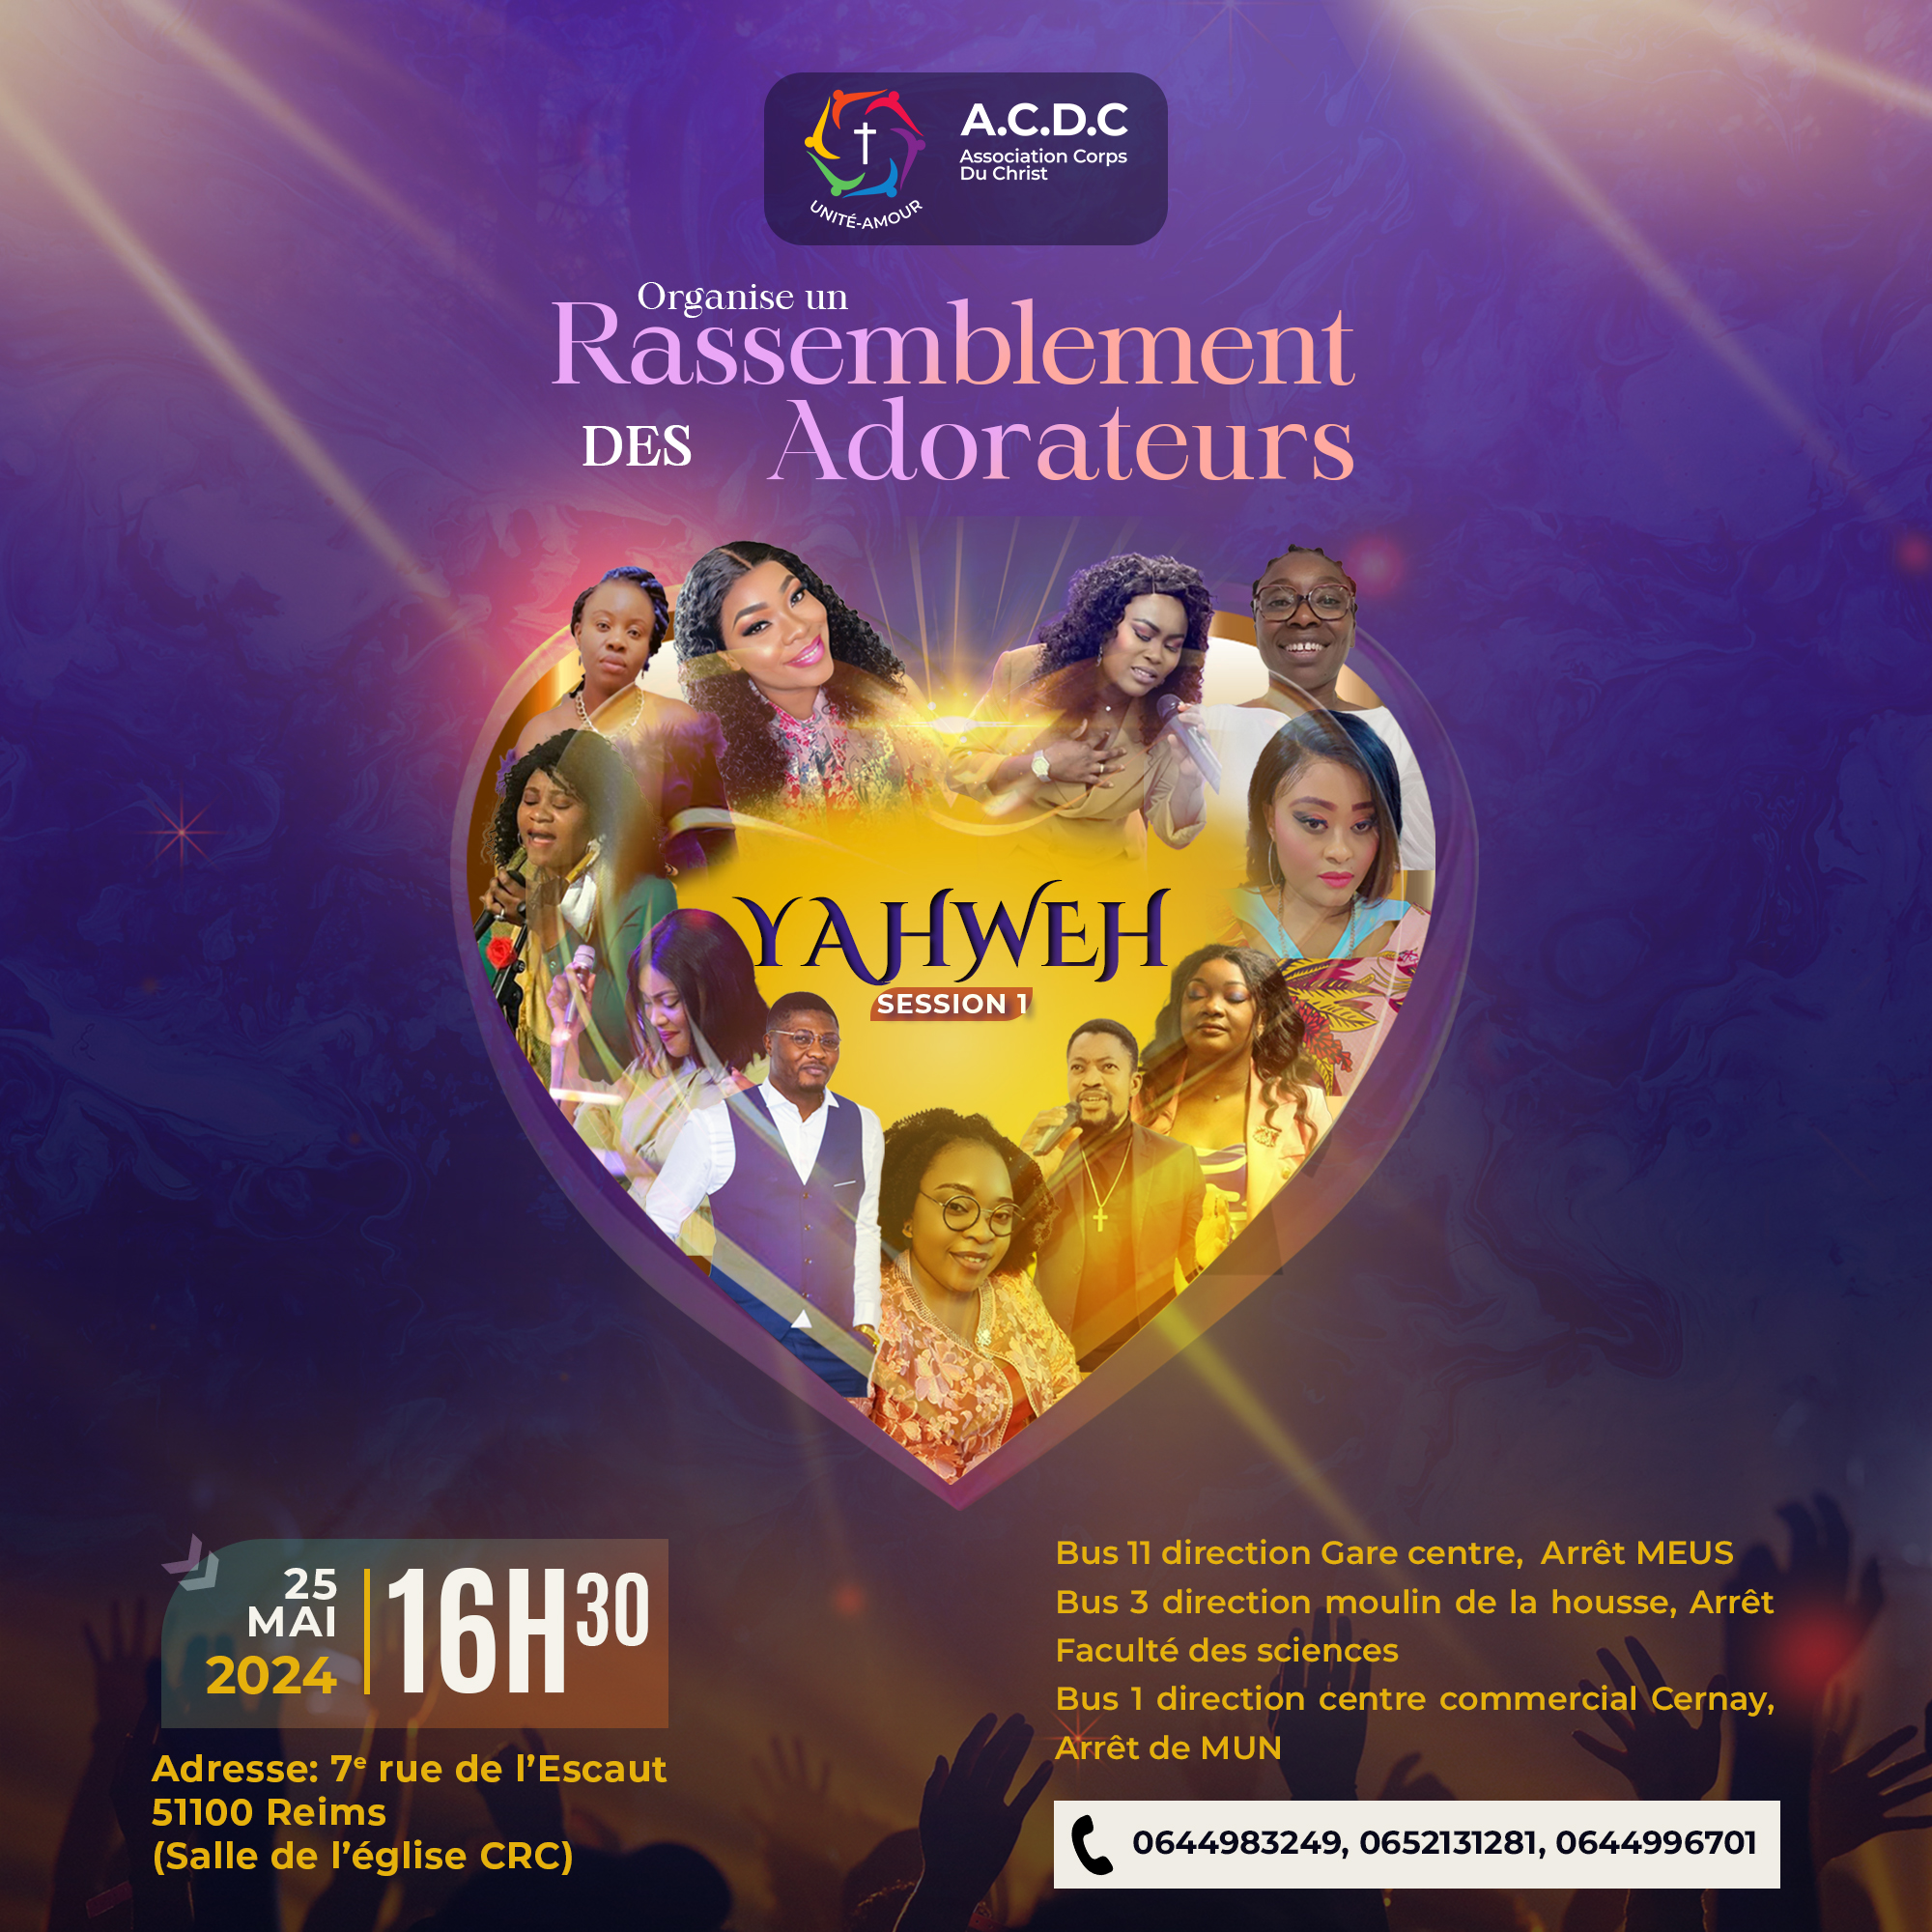 A.C.D.C
Association Corps
Du Christ
UNITÉ-AMOUR
Organise un
Rassemblement
DES Adorateurs
YAHWEH
SESSION 1
25
MAI
2024
16H30
Adresse: 7e rue de l’Escaut
51100 Reims
(Salle de l’église CRC)
Bus 11 direction Gare centre, Arrêt MEUS
Bus 3 direction moulin de la housse, Arrêt
Faculté des sciences
Bus 1 direction centre commercial Cernay,
Arrêt de MUN
0644983249, 0652131281, 0644996701